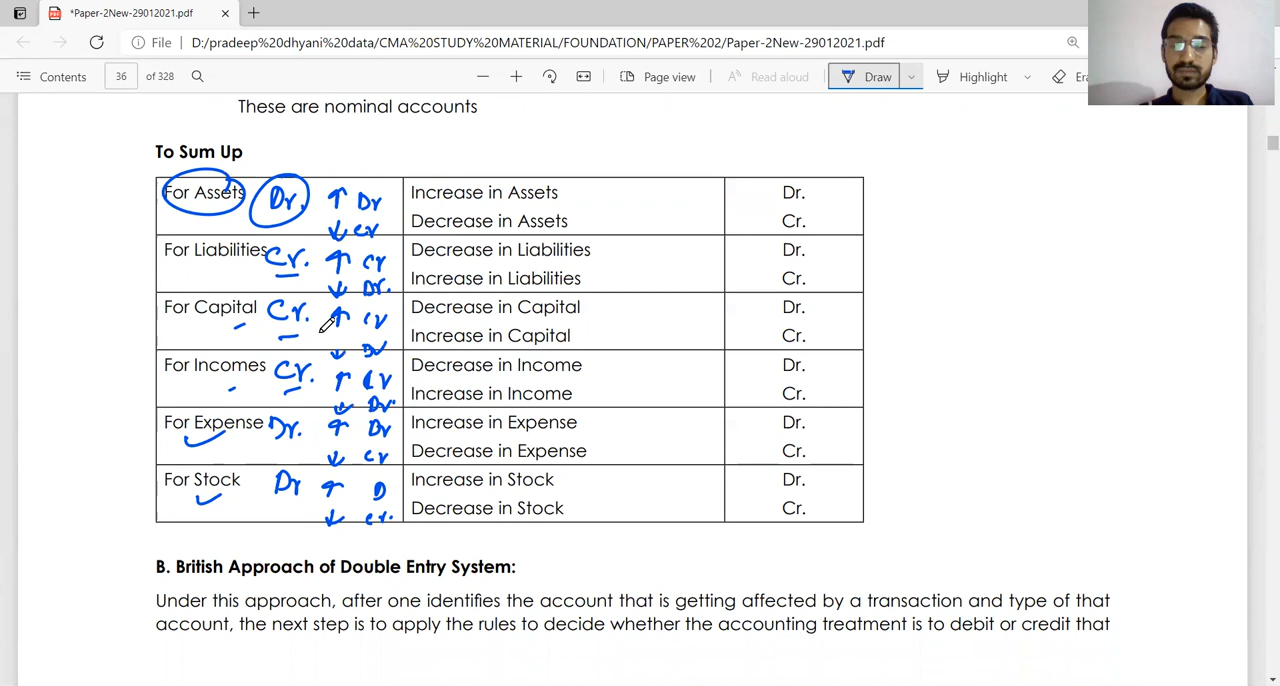 *Paper-2New-29012021.pdf
File D:/pradeep%20dhyani%20data/CMA%20STUDY%20MATERIAL/FOUNDATION/PAPER%202/Paper-2New-29012021.pdf
Contents 36 of 328 Page view Read aloud Draw Highlight Era
These are nominal accounts
To Sum Up
For Assets Dr. ↑ Dr Increase in Assets Dr.
↓ Cr Decrease in Assets Cr.
For Liabilities Cr. ↑ Cr Decrease in Liabilities Dr.
↓ Dr. Increase in Liabilities Cr.
For Capital Cr. ↑ Cr Decrease in Capital Dr.
↓ Dr Increase in Capital Cr.
For Incomes Cr. ↑ Cr Decrease in Income Dr.
↓ Dr Increase in Income Cr.
For Expense Dr. ↑ Dr Increase in Expense Dr.
↓ Cr Decrease in Expense Cr.
For Stock Dr ↑ D Increase in Stock Dr.
↓ Cr. Decrease in Stock Cr.
B. British Approach of Double Entry System:
Under this approach, after one identifies the account that is getting affected by a transaction and type of that
account, the next step is to apply the rules to decide whether the accounting treatment is to debit or credit that